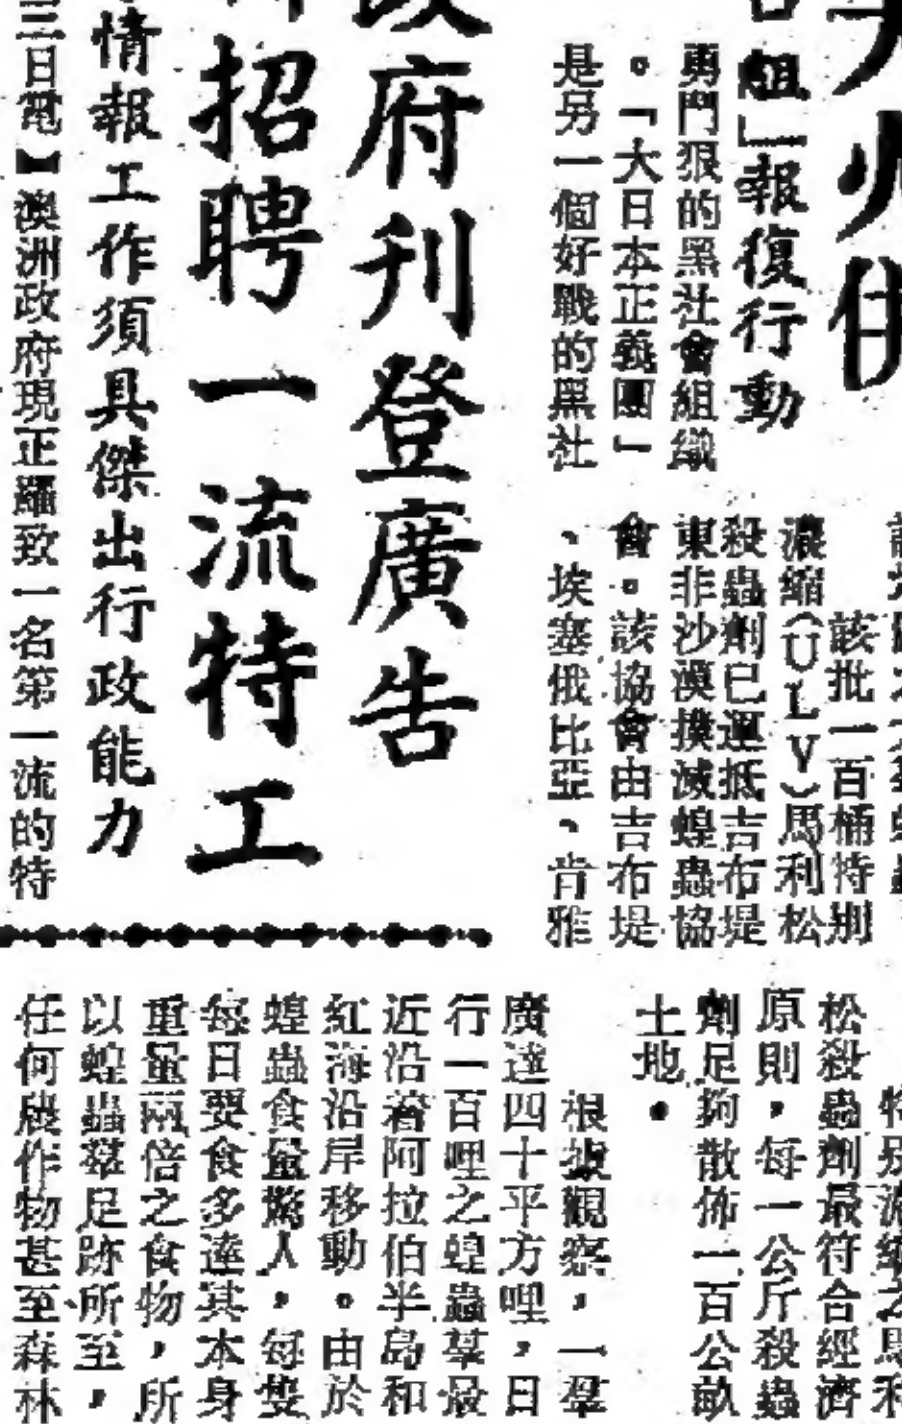 組」報復行動
勇鬥狠的黑社會組織
。「大日本正義團」
是另一個好戰的黑社
該批一百桶特別
濃縮(ULV)馬利松
殺蟲劑已運抵吉布堤
東非沙漠撲滅蝗蟲協
會。該協會由吉布堤
、埃塞俄比亞、肯雅
松殺蟲劑最符合經濟
原則,每一公斤殺蟲
劑足夠散佈一百公畝
土地。
根據觀察,一羣
廣達四十平方哩,日
行一百哩之蝗蟲羣最
近沿着阿拉伯半島和
紅海沿岸移動。由於
蝗蟲食量驚人,每隻
每日要食多達其本身
重量兩倍之食物,所
以蝗蟲羣足跡所至,
任何農作物甚至森林
府刊登廣告
招聘一流特工
情報工作須具傑出行政能力
三日電】澳洲政府現正羅致一名第一流的特